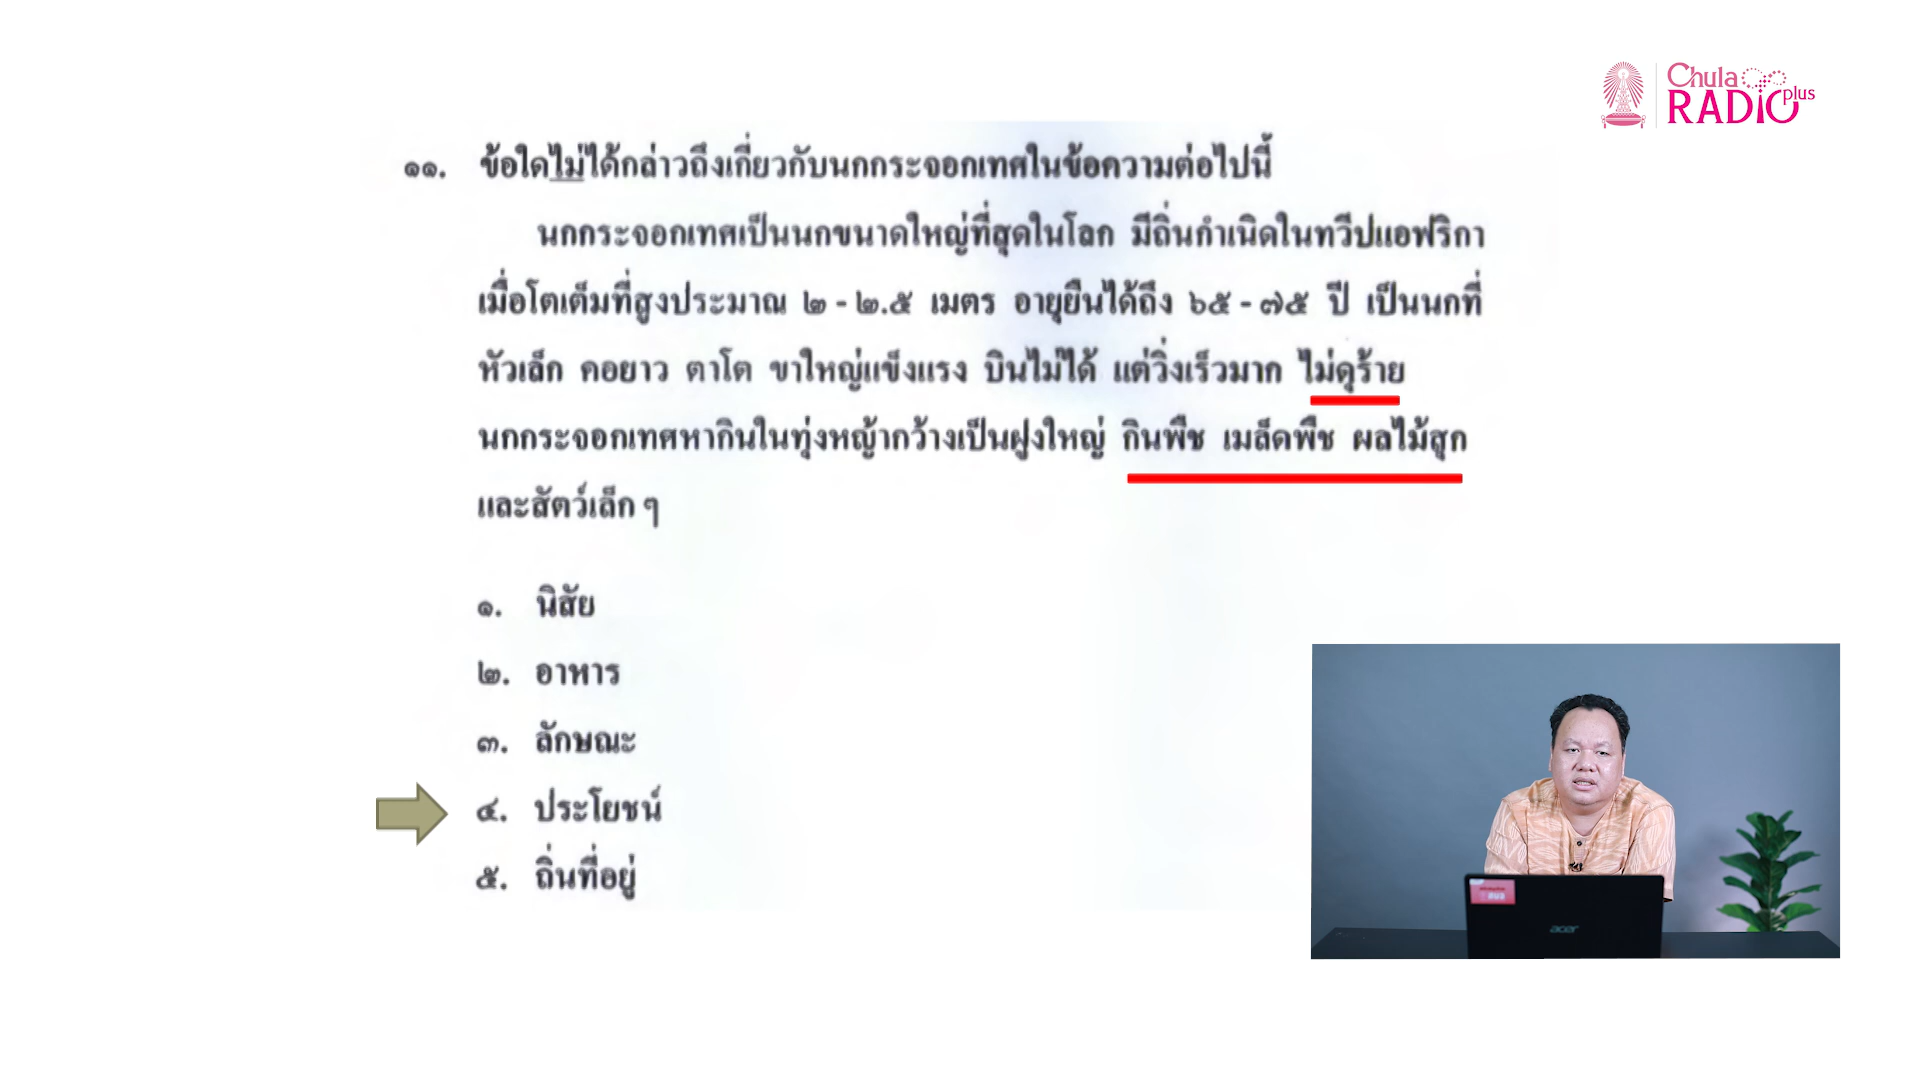 Chula
RADIO plus
๑๑. ข้อใดไม่ได้กล่าวถึงเกี่ยวกับนกกระจอกเทศในข้อความต่อไปนี้
นกกระจอกเทศเป็นนกขนาดใหญ่ที่สุดในโลก มีถิ่นกำเนิดในทวีปแอฟริกา
เมื่อโตเต็มที่สูงประมาณ ๒ - ๒.๕ เมตร อายุยืนได้ถึง ๖๕ - ๗๕ ปี เป็นนกที่
หัวเล็ก คอยาว ตาโต ขาใหญ่แข็งแรง บินไม่ได้ แต่วิ่งเร็วมาก ไม่ดุร้าย
นกกระจอกเทศหากินในทุ่งหญ้ากว้างเป็นฝูงใหญ่ กินพืช เมล็ดพืช ผลไม้สุก
และสัตว์เล็ก ๆ
๑. นิสัย
๒. อาหาร
๓. ลักษณะ
๔. ประโยชน์
๕. ถิ่นที่อยู่
acer